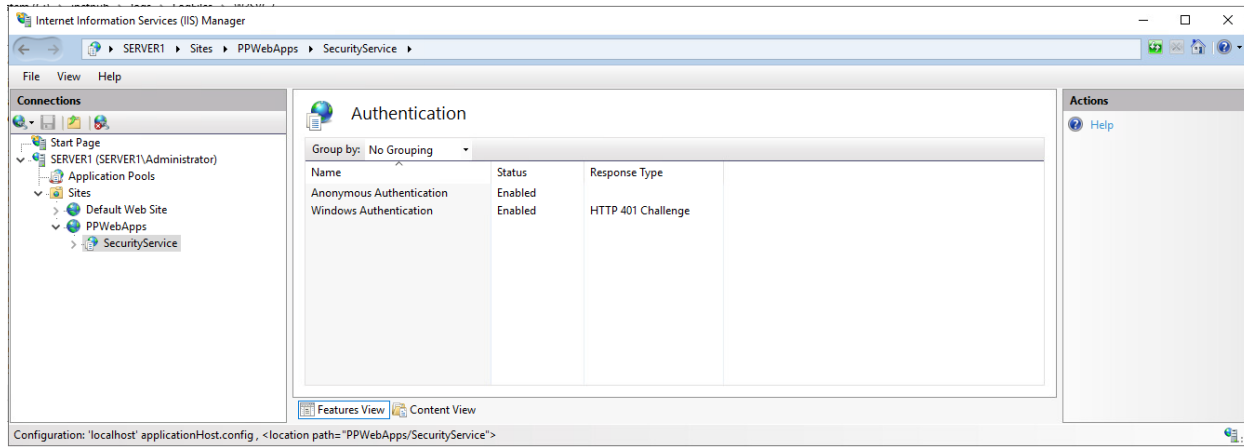 Internet Information Services (IIS) Manager
SERVER1 Sites PPWebApps SecurityService
File View Help
Connections
Start Page
SERVER1 (SERVER1\Administrator)
Application Pools
Sites
Default Web Site
PPWebApps
SecurityService
Authentication
Group by: No Grouping
Name Status Response Type
Anonymous Authentication Enabled
Windows Authentication Enabled HTTP 401 Challenge
Features View Content View
Actions
Help
Configuration: 'localhost' applicationHost.config , <location path="PPWebApps/SecurityService">